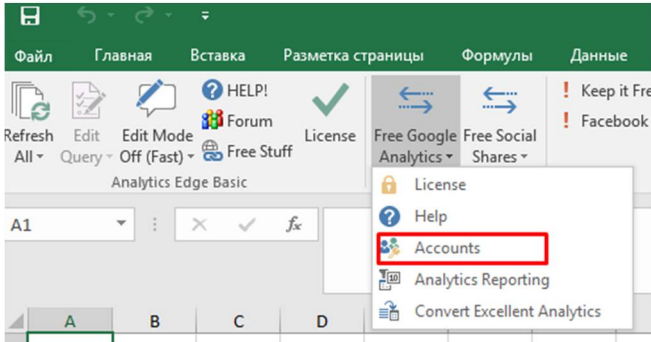 Файл Главная Вставка Разметка страницы Формулы Данные
HELP!
Forum
Free Stuff
Refresh All
Edit Query
Edit Mode Off (Fast)
License
Free Google Analytics
Free Social Shares
! Keep it Fre
! Facebook
Analytics Edge Basic
License
Help
Accounts
Analytics Reporting
Convert Excellent Analytics
A1 fx
A B C D